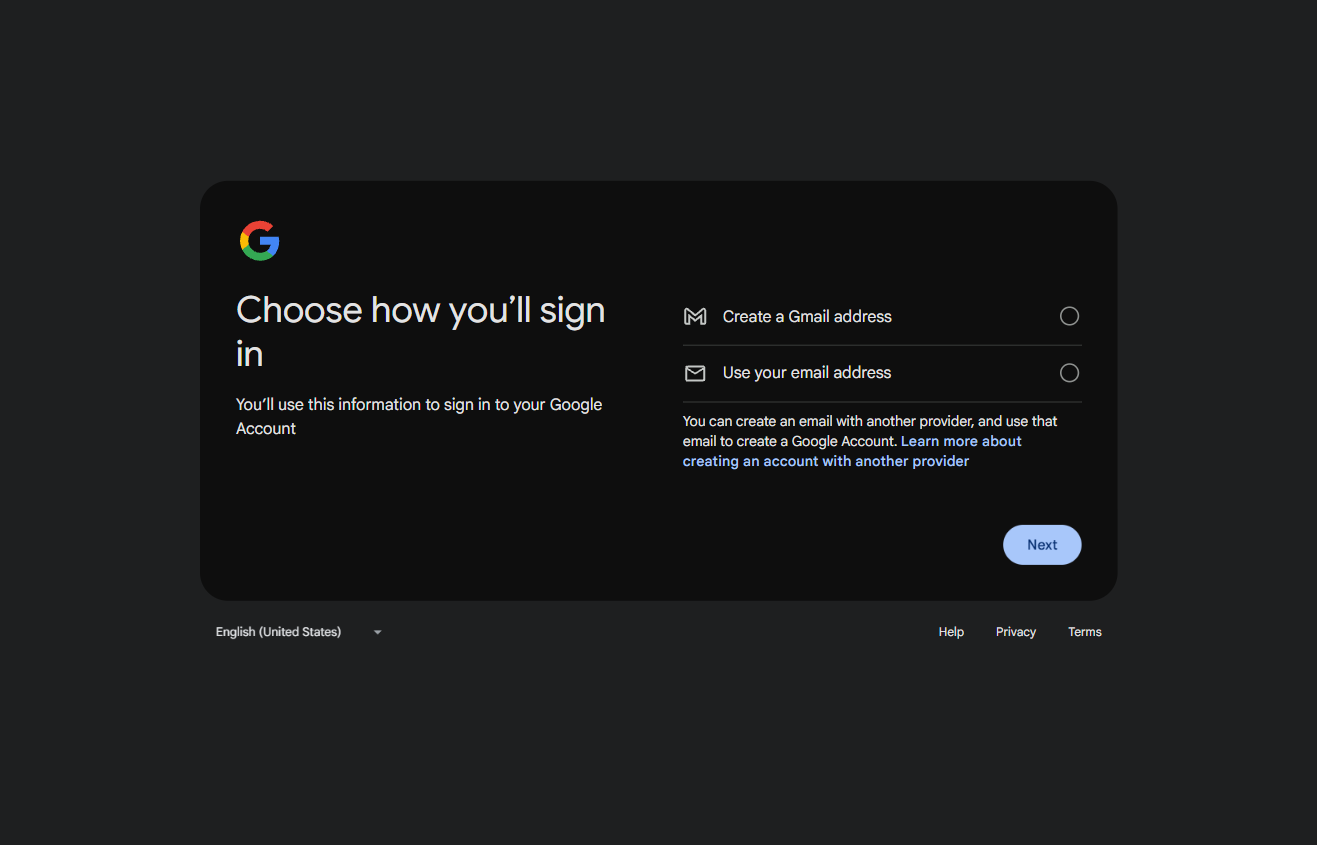 Choose how you’ll sign
in
You’ll use this information to sign in to your Google
Account
Create a Gmail address
Use your email address
You can create an email with another provider, and use that
email to create a Google Account. Learn more about
creating an account with another provider
Next
English (United States)
Help
Privacy
Terms